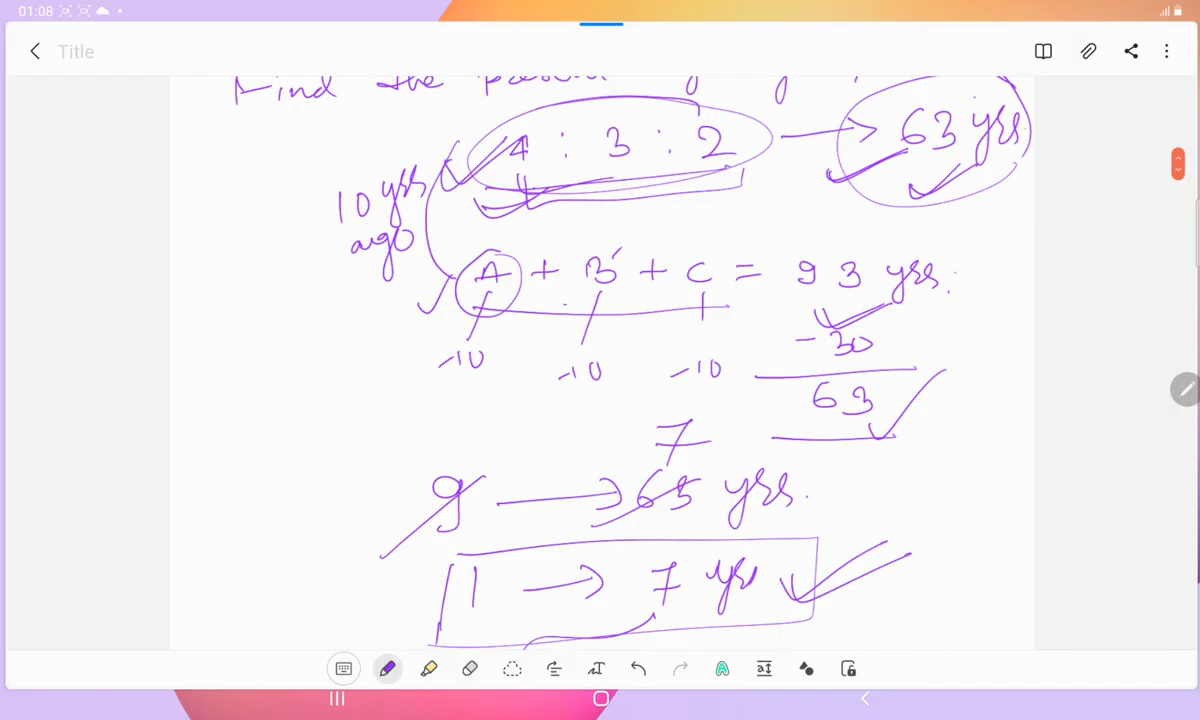 01:08
Title
Find the present
4 : 3 : 2 → 63 yrs
10 yrs
ago
A + B + C = 93 yrs.
-10 -10 -10 -30
63
7
9 → 63 yrs.
1 → 7 yrs